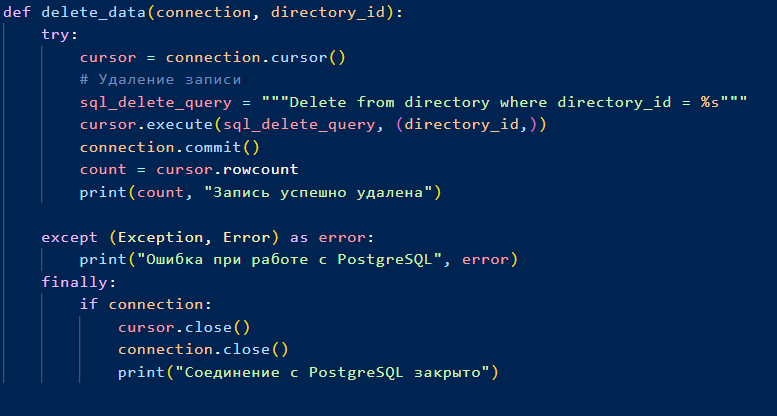 def delete_data(connection, directory_id):
    try:
        cursor = connection.cursor()
        # Удаление записи
        sql_delete_query = """Delete from directory where directory_id = %s"""
        cursor.execute(sql_delete_query, (directory_id,))
        connection.commit()
        count = cursor.rowcount
        print(count, "Запись успешно удалена")

    except (Exception, Error) as error:
        print("Ошибка при работе с PostgreSQL", error)
    finally:
        if connection:
            cursor.close()
            connection.close()
            print("Соединение с PostgreSQL закрыто")